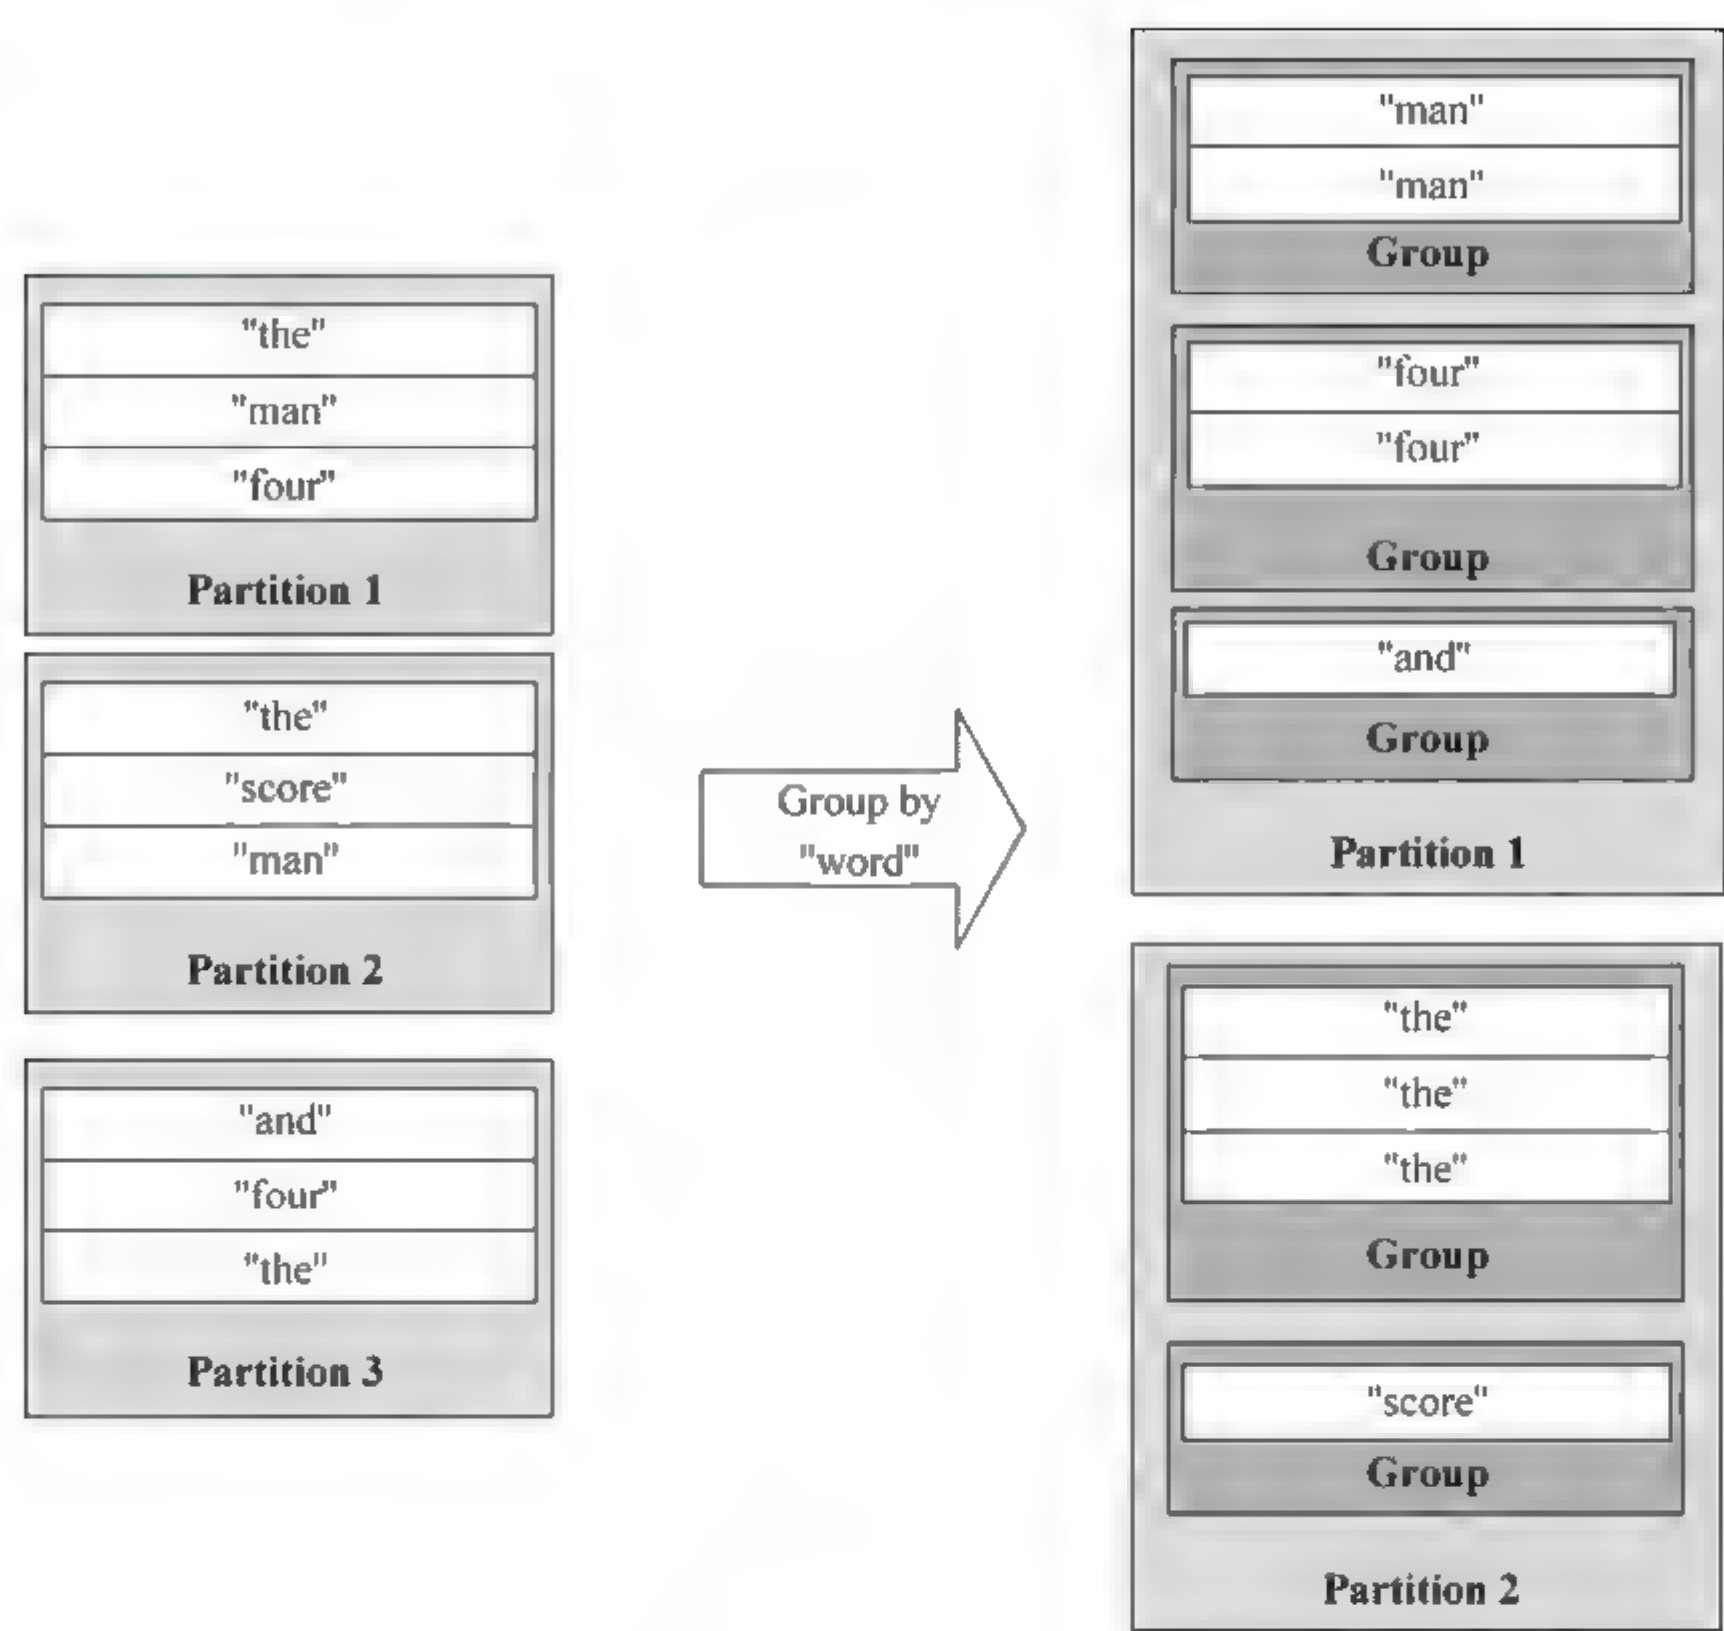 "the"
"man"
"four"
Partition 1
"the"
"score"
"man"
Partition 2
"and"
"four"
"the"
Partition 3
Group by
"word"
"man"
"man"
Group
"four"
"four"
Group
"and"
Group
Partition 1
"the"
"the"
"the"
Group
"score"
Group
Partition 2